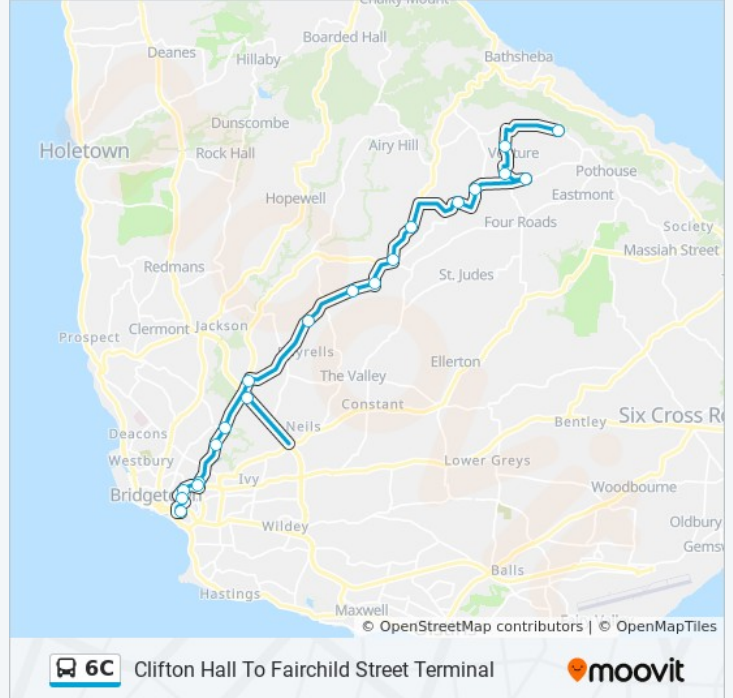 Chalky Mount
Boarded Hall
Deanes
Hillaby
Bathsheba
Dunscombe
Holetown
Rock Hall
Airy Hill
Pothouse
Hopewell
Eastmont
Four Roads
Society
Massiah Street
Redmans
St. Judes
Prospect
Clermont
Jackson
Ellerton
The Valley
Constant
Six Cross R
Deacons
Neils
Bentley
Westbury
Lower Greys
Ivy
Woodbourne
Wildey
Oldbury
Gems
Balls
Hastings
Maxwell
© OpenStreetMap contributors | © OpenMapTiles
6C Clifton Hall To Fairchild Street Terminal
moovit